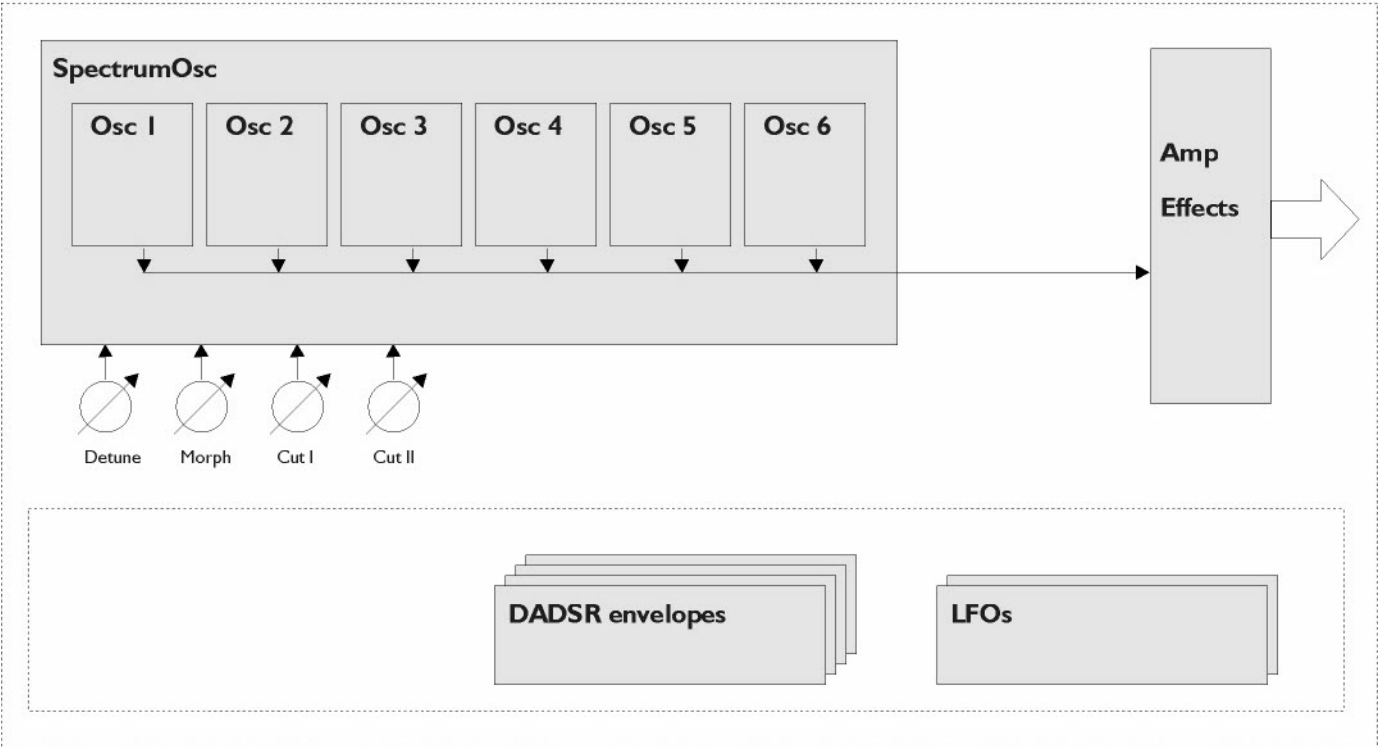 SpectrumOsc
Osc 1
Osc 2
Osc 3
Osc 4
Osc 5
Osc 6
Amp
Effects
Detune
Morph
Cut I
Cut II
DADSR envelopes
LFOs